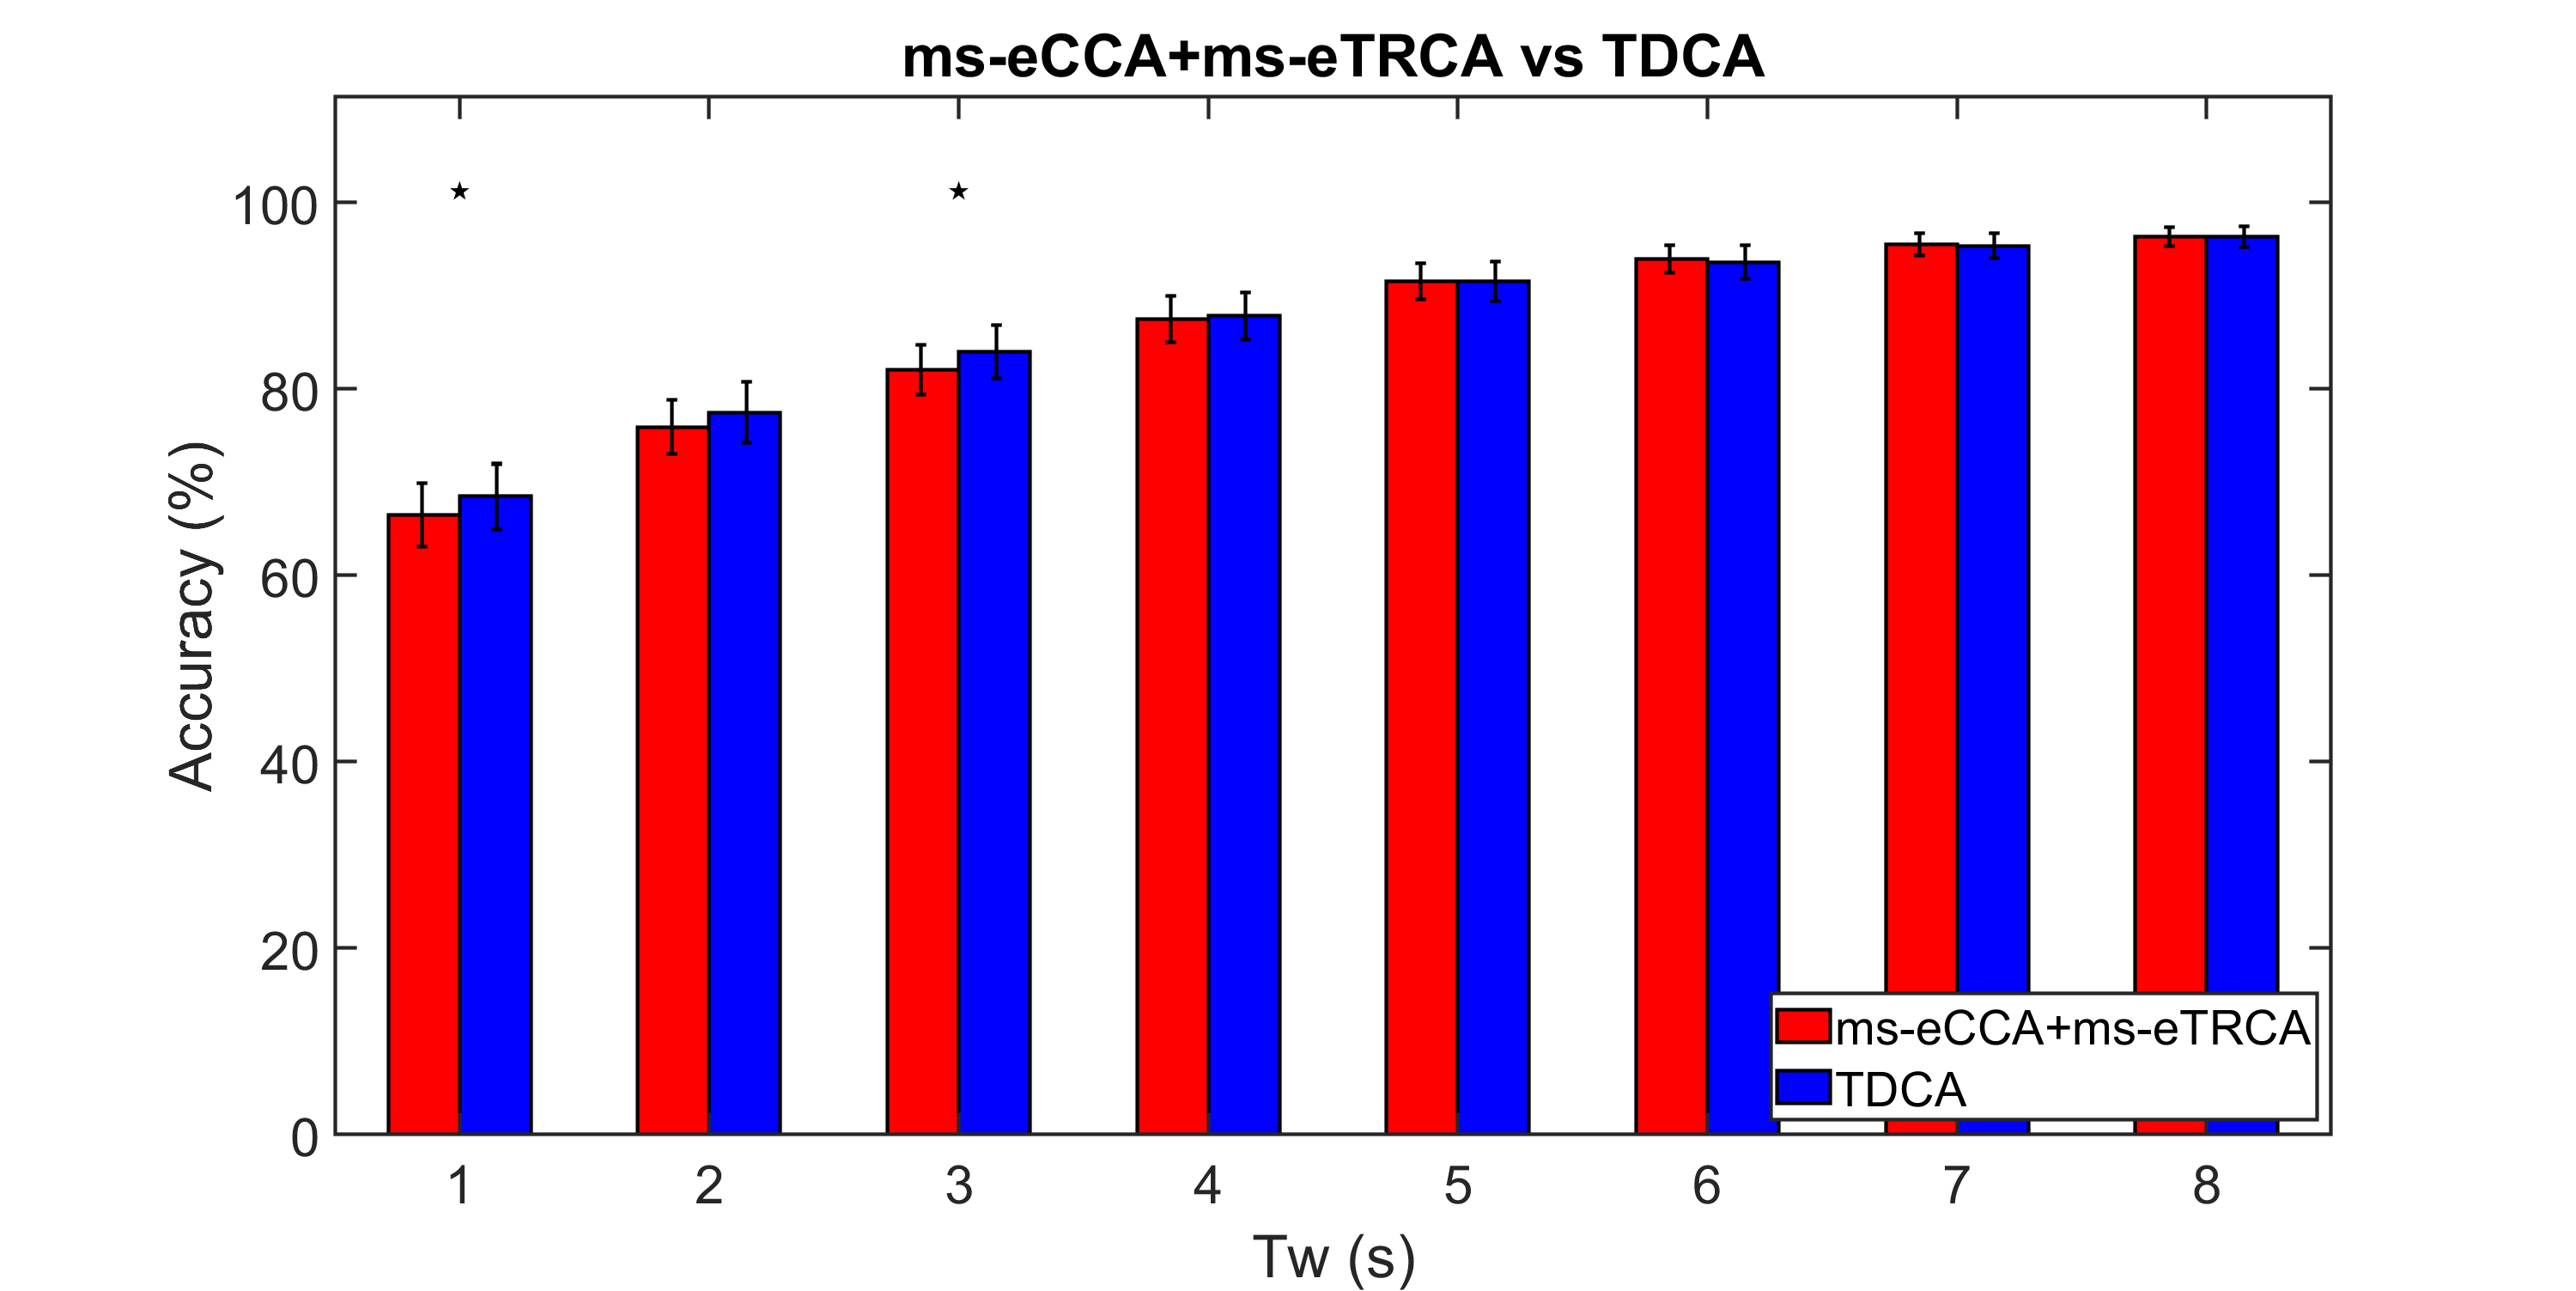 ms-eCCA+ms-eTRCA vs TDCA
100
80
60
40
20
0
Accuracy (%)
1 2 3 4 5 6 7 8
Tw (s)
ms-eCCA+ms-eTRCA
TDCA